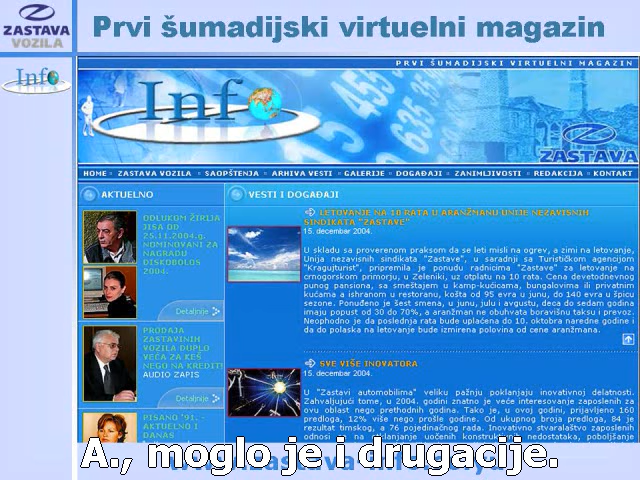 ZASTAVA
VOZILA
Prvi šumadijski virtuelni magazin
Info
PRVI ŠUMADIJSKI VIRTUELNI MAGAZIN
Info
ZASTAVA
HOME ZASTAVA VOZILA SAOPŠTENJA ARHIVA VESTI GALERIJE DOGAĐAJI ZANIMLJIVOSTI REDAKCIJA KONTAKT
AKTUELNO
VESTI I DOGAĐAJI
ODLUKOM ŽIRIJA
JISA OD
25.11.2004.g.
NOMINOVANI ZA
NAGRADU
DISKOBOLOS
2004.
Detaljnije
PRODAJA
ZASTAVINIH
VOZILA DUPLO
VEĆA ZA KEŠ
NEGO NA KREDIT!
AUDIO ZAPIS
Detaljnije
PISANO '91. -
AKTUELNO I
DANAS
LETOVANJE NA 10 RATA U ARANŽMANU UNIJE NEZAVISNIH
SINDIKATA "ZASTAVE"
15. decembar 2004.
U skladu sa proverenom praksom da se leti misli na ogrev, a zimi na letovanje,
Unija nezavisnih sindikata "Zastave", u saradnji sa Turističkom agencijom
"Kragujturist", pripremila je ponudu radnicima "Zastave" za letovanje na
crnogorskom primorju, u Zeleniki, uz otplatu na 10 rata. Cena devetodnevnog
punog pansiona, sa smeštajem u kamp-kućicama, bungalovima ili privatnim
kućama a ishranom u restoranu, košta od 95 evra u junu, do 140 evra u špicu
sezone. Ponuđeno je šest smena, u junu, julu i avgustu, deca do sedam godina
imaju popust od 30 do 70%, a aranžman ne obuhvata boravišnu taksu i prevoz.
Neophodno je da poslednja rata bude uplaćena do 10. oktobra naredne godine i
da do polaska na letovanje bude izmirena polovina od cene aranžmana.
SVE VIŠE INOVATORA
15. decembar 2004.
U "Zastavi automobilima" veliku pažnju poklanjaju inovativnoj delatnosti.
Zahvaljujući tome, u 2004. godini znatno je veće interesovanje zaposlenih za
ovu oblast nego prethodnih godina. Tako je, u ovoj godini, prijavljeno 160
predloga, 12% više nego prošle godine. Od ukupnog broja predloga, 84 je
rezultat timskog, a 76 pojedinačnog rada. Inovativno stvaralaštvo zaposlenih
odnosi se na otklanjanje uočenih konstruktivnih nedostataka, poboljšanje
A., moglo je i drugacije.